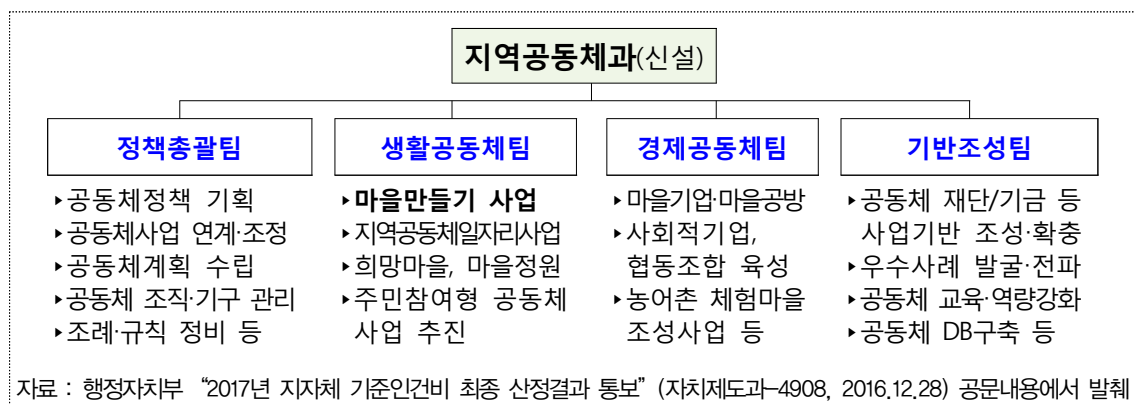 지역공동체과(신설)
정책총괄팀
▸공동체정책 기획
▸공동체사업 연계·조정
▸공동체계획 수립
▸공동체 조직·기구 관리
▸조례·규칙 정비 등
생활공동체팀
▸마을만들기 사업
▸지역공동체일자리사업
▸희망마을, 마을정원
▸주민참여형 공동체
사업 추진
경제공동체팀
▸마을기업·마을공방
▸사회적기업,
협동조합 육성
▸농어촌 체험마을
조성사업 등
기반조성팀
▸공동체 재단/기금 등
사업기반 조성·확충
▸우수사례 발굴·전파
▸공동체 교육·역량강화
▸공동체 DB구축 등
자료 : 행정자치부 “2017년 지자체 기준인건비 최종 산정결과 통보” (자치제도과-4908, 2016.12.28) 공문내용에서 발췌